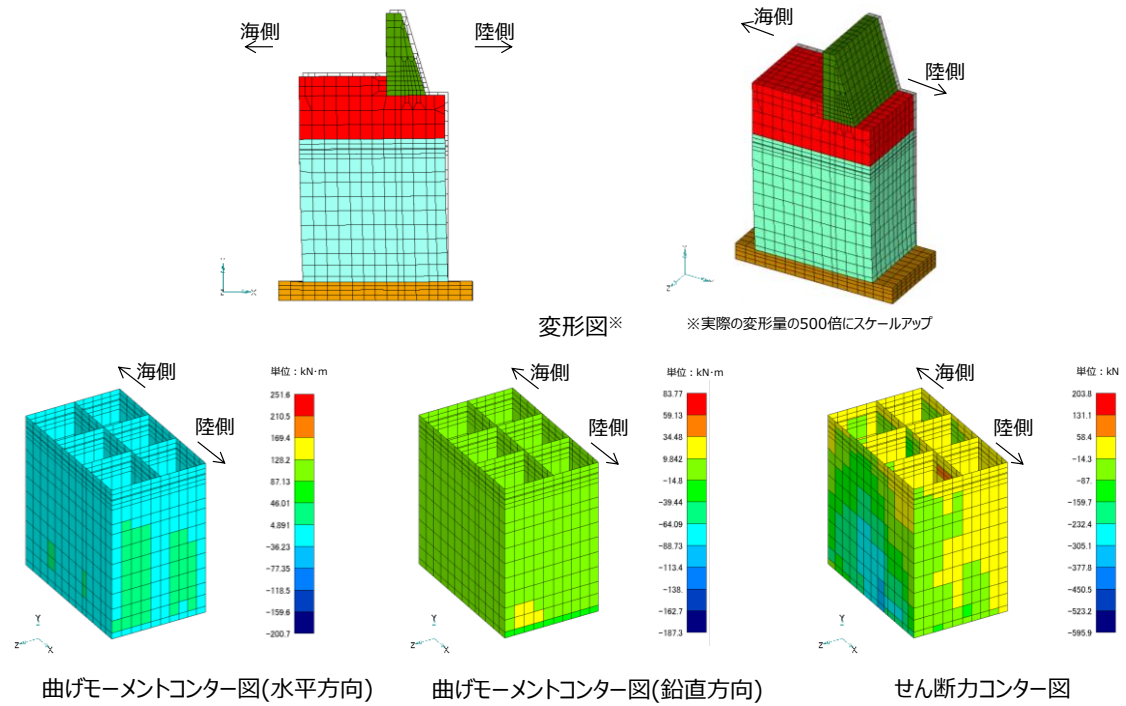 海側
陸側
海側
陸側
Y
Z
X
Y
変形図※
※実際の変形量の500倍にスケールアップ
海側
陸側
単位：kN·m
251.6
210.5
169.4
128.2
87.13
46.01
4.891
−36.23
−77.35
−118.5
−159.6
−200.7
Y
Z
X
曲げモーメントコンター図(水平方向)
海側
陸側
単位：kN·m
83.77
59.13
34.48
9.842
−14.8
−39.44
−64.09
−88.73
−113.4
−138.
−162.7
−187.3
Y
Z
X
曲げモーメントコンター図(鉛直方向)
海側
陸側
単位：kN
203.8
131.1
58.4
−14.3
−87.
−159.7
−232.4
−305.1
−377.8
−450.5
−523.2
−595.9
Y
Z
X
せん断力コンター図